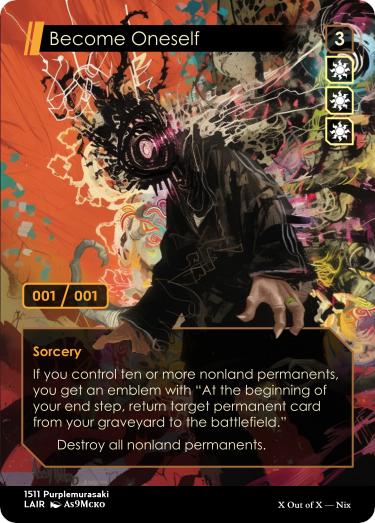 Become Oneself
3
001 / 001
Sorcery
If you control ten or more nonland permanents,
you get an emblem with “At the beginning of
your end step, return target permanent card
from your graveyard to the battlefield.”
Destroy all nonland permanents.
1511 Purplemurasaki
LAIR As9Mcko
X Out of X — Nix